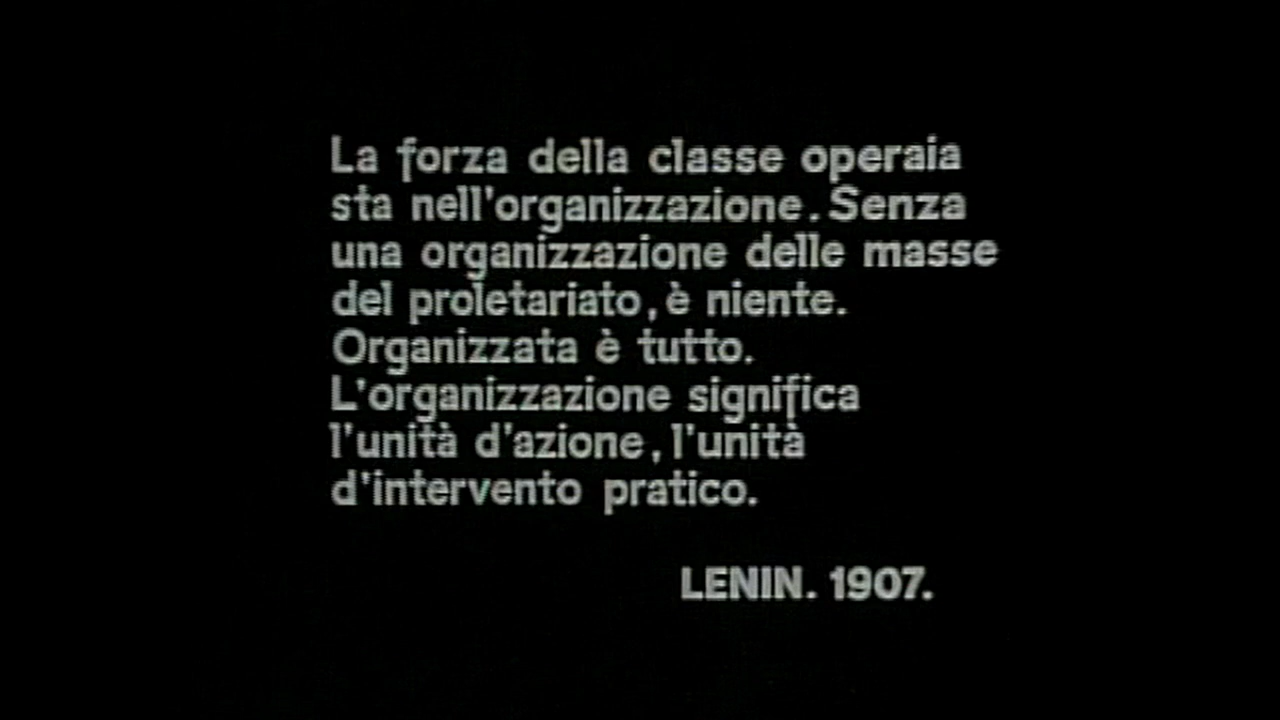 La forza della classe operaia
sta nell'organizzazione. Senza
una organizzazione delle masse
del proletariato, è niente.
Organizzata è tutto.
L'organizzazione significa
l'unità d'azione, l'unità
d'intervento pratico.
LENIN. 1907.